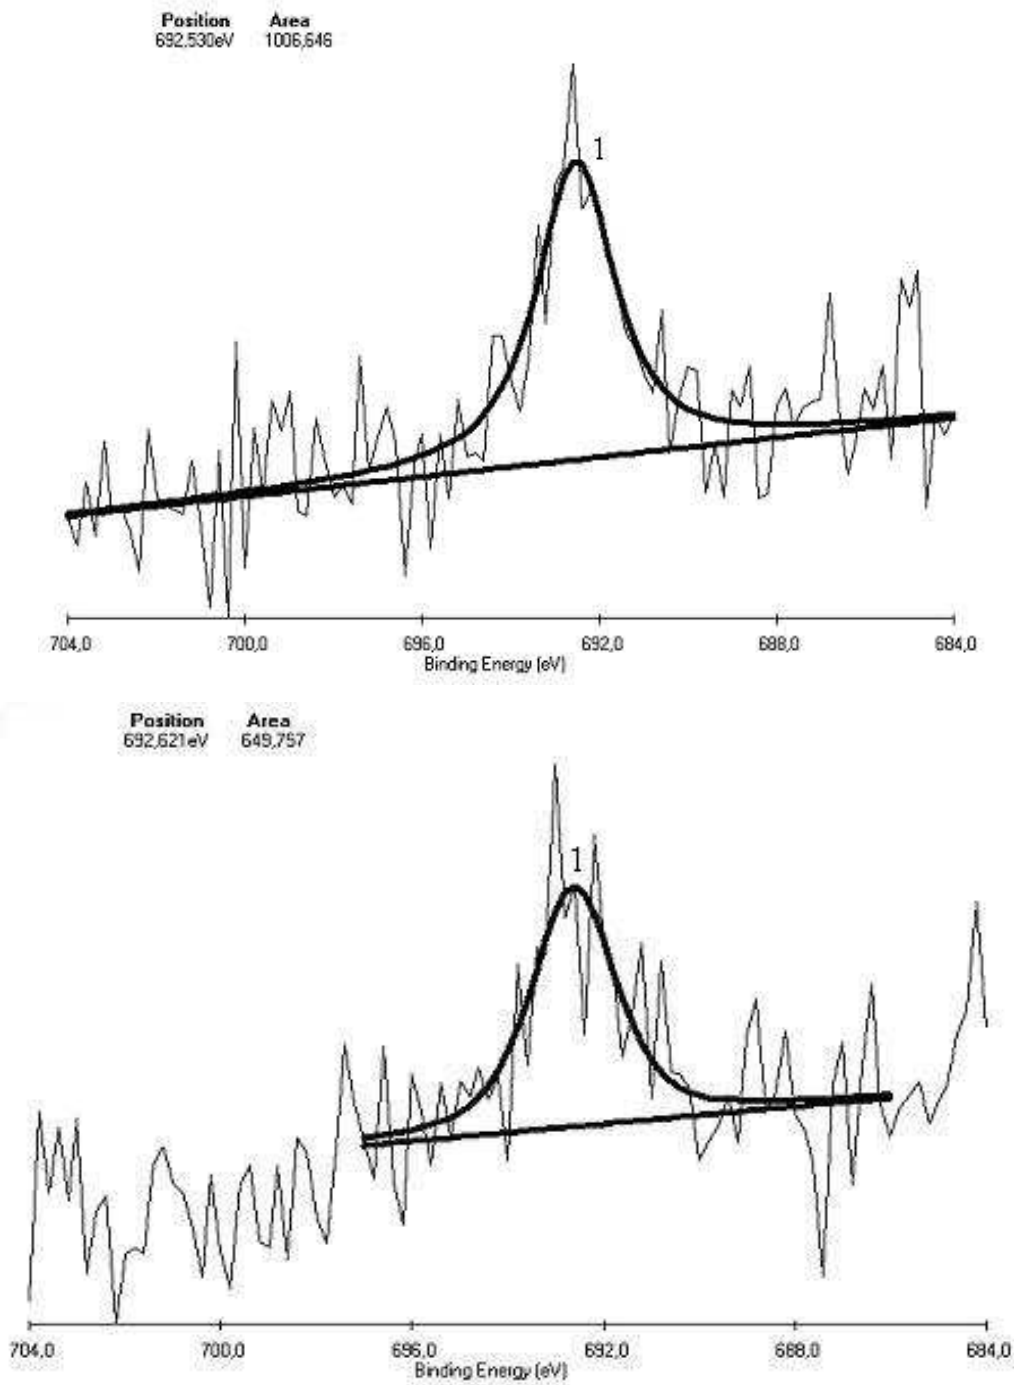 Position Area
692,530eV 1006,646
1
704,0 700,0 696,0 692,0 688,0 684,0
Binding Energy (eV)
Position Area
692,621eV 649,757
1
704,0 700,0 696,0 692,0 688,0 684,0
Binding Energy (eV)